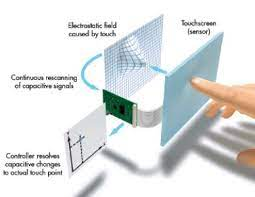 Electrostatic field
caused by touch
Touchscreen
(sensor)
Continuous rescanning
of capacitive signals
Controller resolves
capacitive changes
to actual touch point